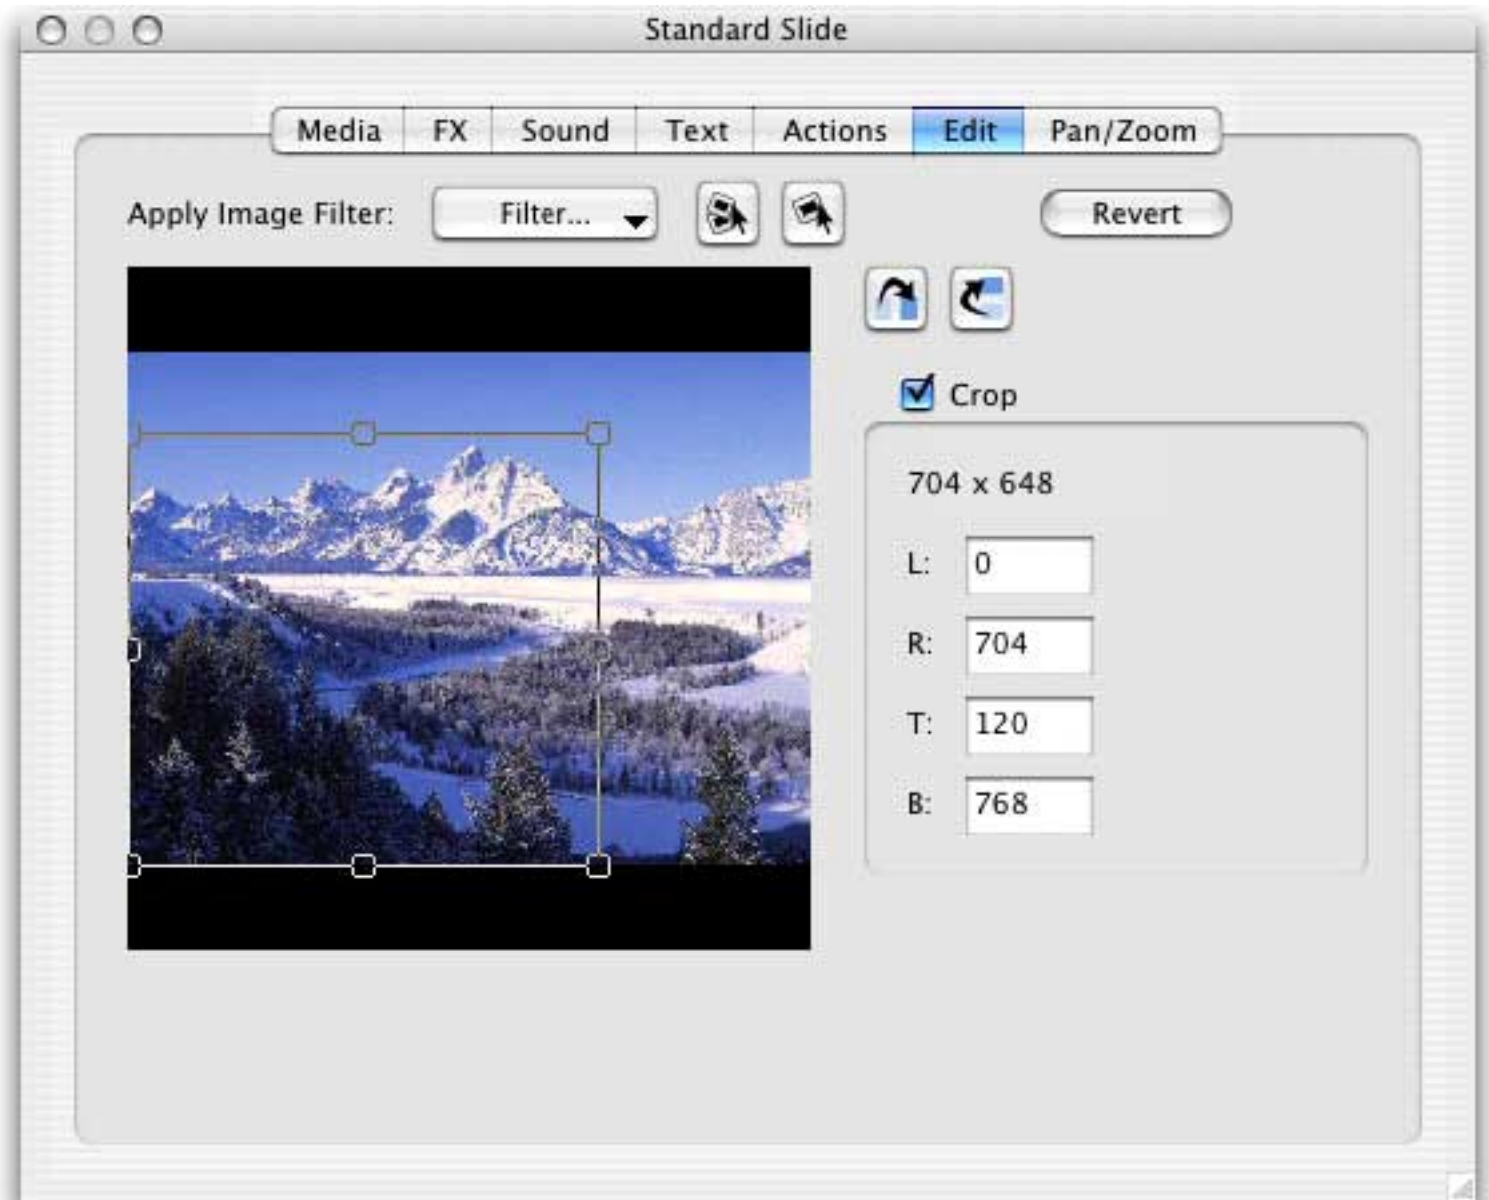 Standard Slide
Media FX Sound Text Actions Edit Pan/Zoom
Apply Image Filter: Filter... Revert
Crop
704 x 648
L: 0
R: 704
T: 120
B: 768